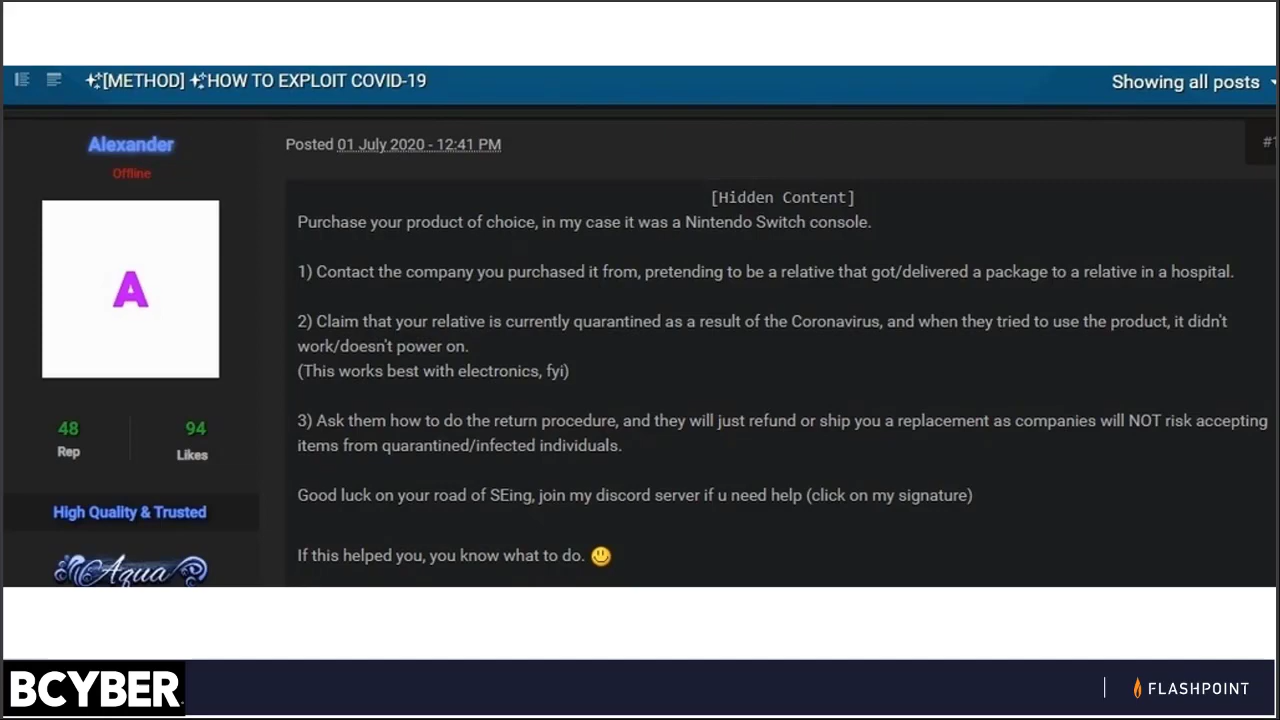 ✨[METHOD] ✨HOW TO EXPLOIT COVID-19
Showing all posts
Alexander
Offline
A
48
Rep
94
Likes
High Quality & Trusted
Aqua
Posted 01 July 2020 - 12:41 PM
#1
[Hidden Content]
Purchase your product of choice, in my case it was a Nintendo Switch console.
1) Contact the company you purchased it from, pretending to be a relative that got/delivered a package to a relative in a hospital.
2) Claim that your relative is currently quarantined as a result of the Coronavirus, and when they tried to use the product, it didn't
work/doesn't power on.
(This works best with electronics, fyi)
3) Ask them how to do the return procedure, and they will just refund or ship you a replacement as companies will NOT risk accepting
items from quarantined/infected individuals.
Good luck on your road of SEing, join my discord server if u need help (click on my signature)
If this helped you, you know what to do. 🙂
BCYBER
FLASHPOINT